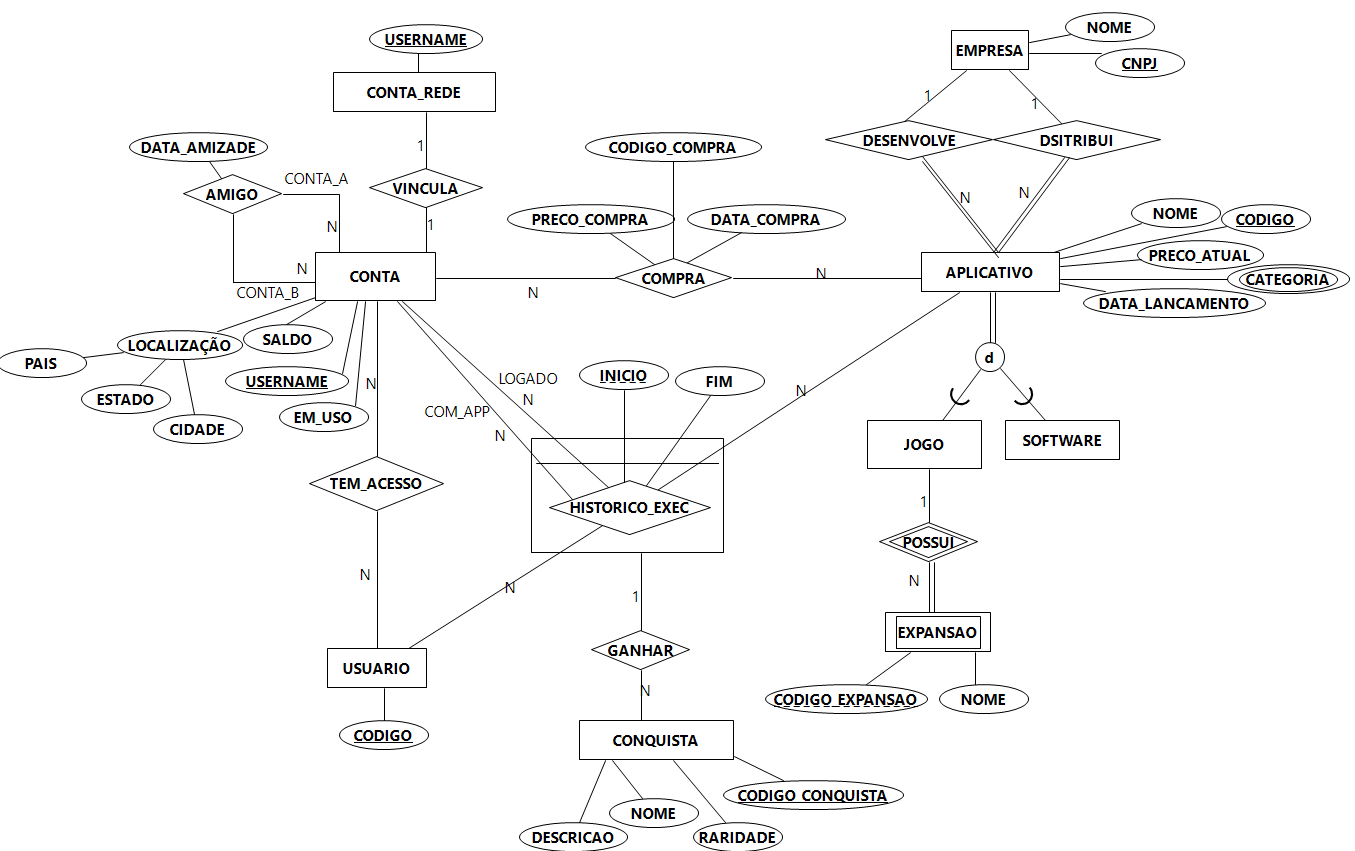 NOME
USERNAME
EMPRESA
CNPJ
CONTA_REDE
1
1
DATA_AMIZADE
CODIGO_COMPRA
DESENVOLVE
DSITRIBUI
1
CONTA_A
AMIGO
VINCULA
N
N
PRECO_COMPRA
DATA_COMPRA
NOME
CODIGO
N
1
PRECO_ATUAL
N
CONTA
COMPRA
N
APLICATIVO
CATEGORIA
CONTA_B
N
DATA_LANCAMENTO
LOCALIZAÇÃO
SALDO
PAIS
d
USERNAME
N
LOGADO
INICIO
FIM
ESTADO
N
N
COM_APP
EM_USO
CIDADE
N
JOGO
SOFTWARE
TEM_ACESSO
HISTORICO_EXEC
1
POSSUI
N
N
N
1
EXPANSAO
GANHAR
USUARIO
N
CODIGO_EXPANSAO
NOME
CODIGO
CONQUISTA
CODIGO_CONQUISTA
NOME
DESCRICAO
RARIDADE